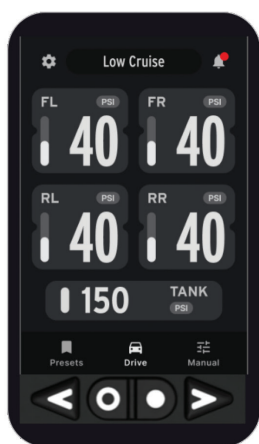 Low Cruise
FL PSI FR PSI
40 40
RL PSI RR PSI
40 40
150 TANK
PSI
Presets Drive Manual